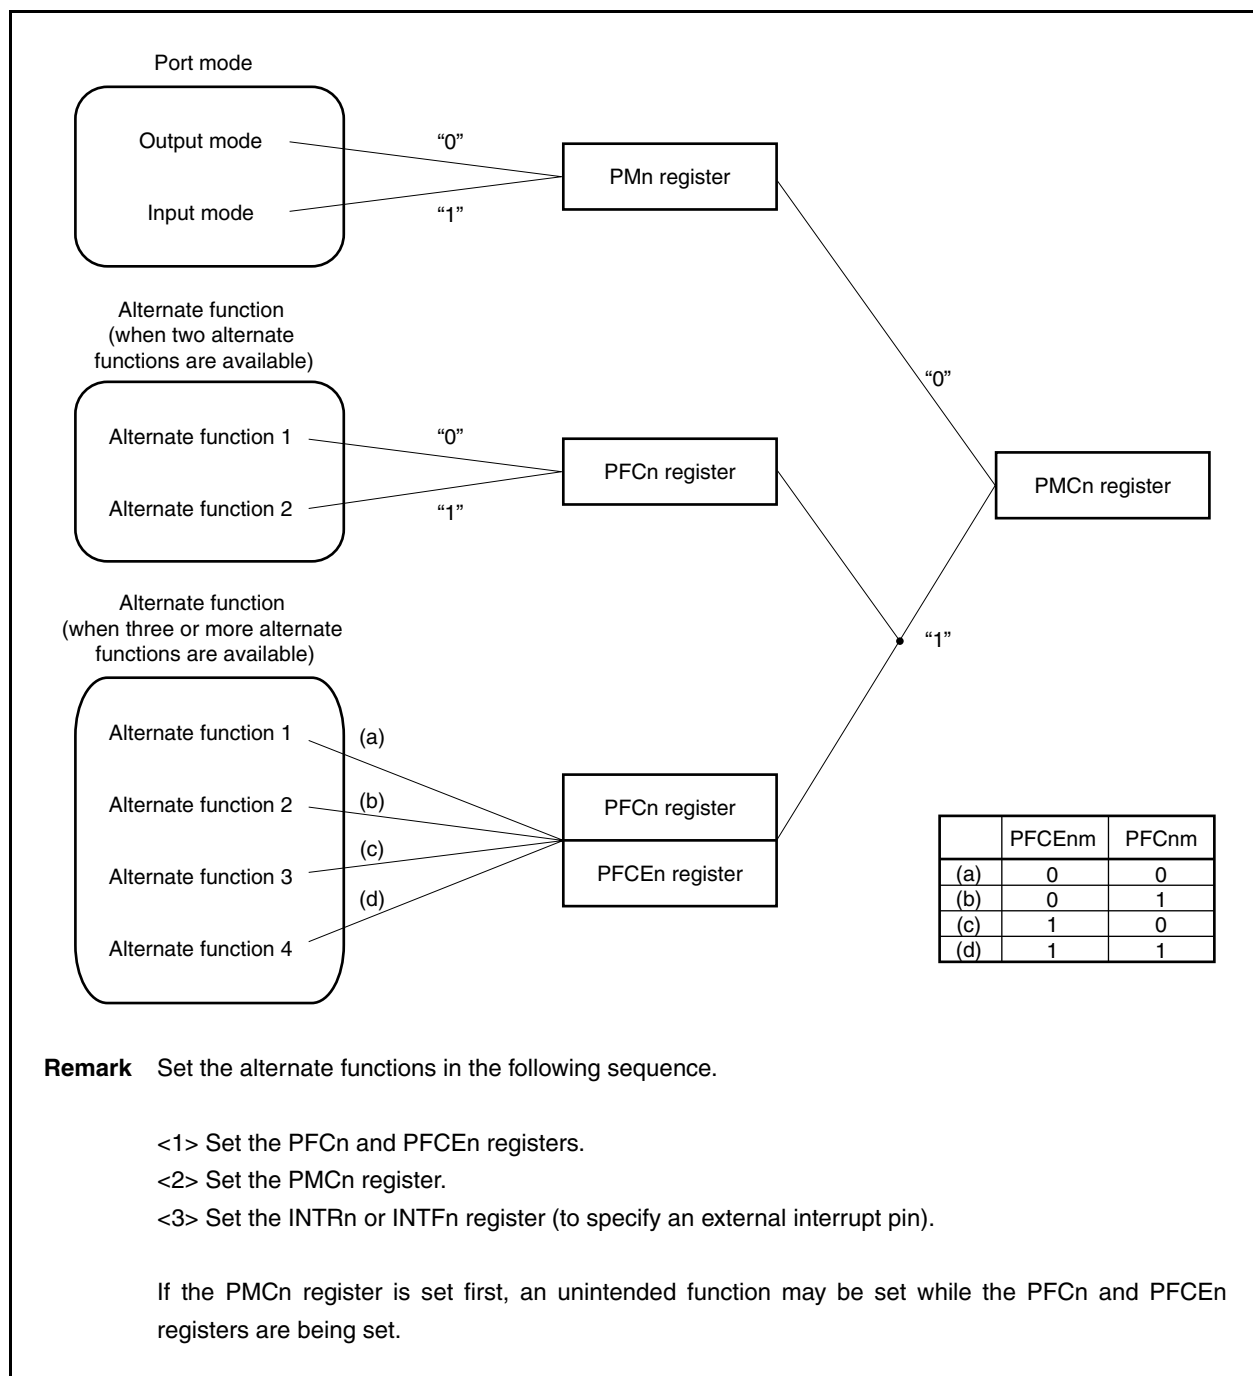 Port mode
Output mode
“0”
PMn register
Input mode
“1”
Alternate function
(when two alternate
functions are available)
“0”
Alternate function 1
“0”
PFCn register
PMCn register
Alternate function 2
“1”
Alternate function
(when three or more alternate
functions are available)
“1”
Alternate function 1
(a)
Alternate function 2
(b)
PFCn register
Alternate function 3
(c)
PFCEn register
(d)
Alternate function 4
PFCEnm PFCnm
(a) 0 0
(b) 0 1
(c) 1 0
(d) 1 1
Remark Set the alternate functions in the following sequence.
<1> Set the PFCn and PFCEn registers.
<2> Set the PMCn register.
<3> Set the INTRn or INTFn register (to specify an external interrupt pin).
If the PMCn register is set first, an unintended function may be set while the PFCn and PFCEn
registers are being set.